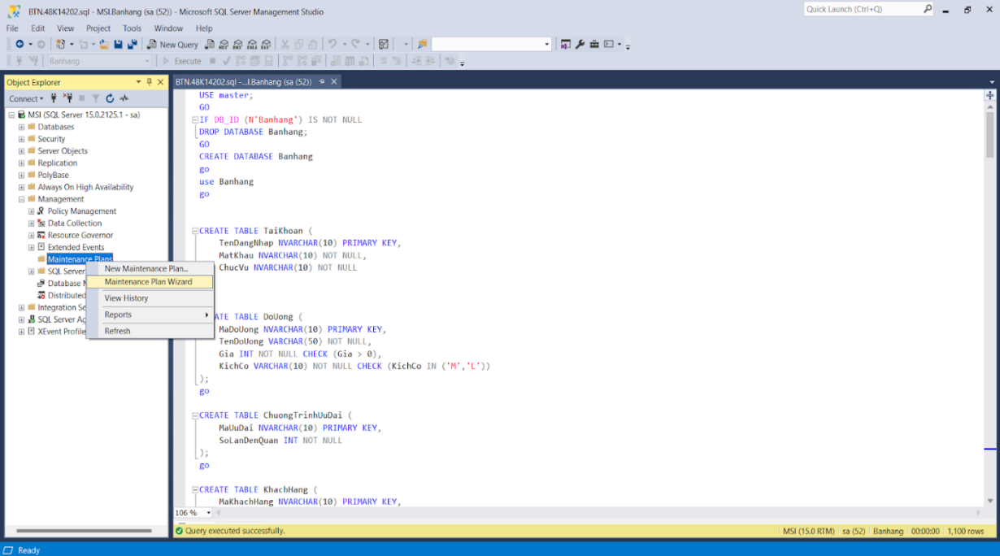 BTN.48K14202.sql - MSI.Banhang (sa (52)) - Microsoft SQL Server Management Studio
Quick Launch (Ctrl+Q)
File Edit View Project Tools Window Help
New Query
Banhang
Execute
Object Explorer
Connect
MSI (SQL Server 15.0.2125.1 - sa)
Databases
Security
Server Objects
Replication
PolyBase
Always On High Availability
Management
Policy Management
Data Collection
Resource Governor
Extended Events
Maintenance Plans
SQL Server
Database
Distributed
Integration Se
SQL Server Ag
XEvent Profile
New Maintenance Plan...
Maintenance Plan Wizard
View History
Reports
Refresh
BTN.48K14202.sql -...I.Banhang (sa (52))
USE master;
GO
IF DB_ID (N'Banhang') IS NOT NULL
DROP DATABASE Banhang;
GO
CREATE DATABASE Banhang
go
use Banhang
go
CREATE TABLE TaiKhoan (
TenDangNhap NVARCHAR(10) PRIMARY KEY,
MatKhau NVARCHAR(10) NOT NULL,
ChucVu NVARCHAR(10) NOT NULL
ATE TABLE DoUong (
MaDoUong NVARCHAR(10) PRIMARY KEY,
TenDoUong VARCHAR(50) NOT NULL,
Gia INT NOT NULL CHECK (Gia > 0),
KichCo VARCHAR(10) NOT NULL CHECK (KichCo IN ('M','L'))
);
go
CREATE TABLE ChuongTrinhUuDai (
MaUuDai NVARCHAR(10) PRIMARY KEY,
SoLanDenQuan INT NOT NULL
);
go
CREATE TABLE KhachHang (
MaKhachHang NVARCHAR(10) PRIMARY KEY,
106 %
Query executed successfully.
MSI (15.0 RTM) sa (52) Banhang 00:00:00 1,100 rows
Ready